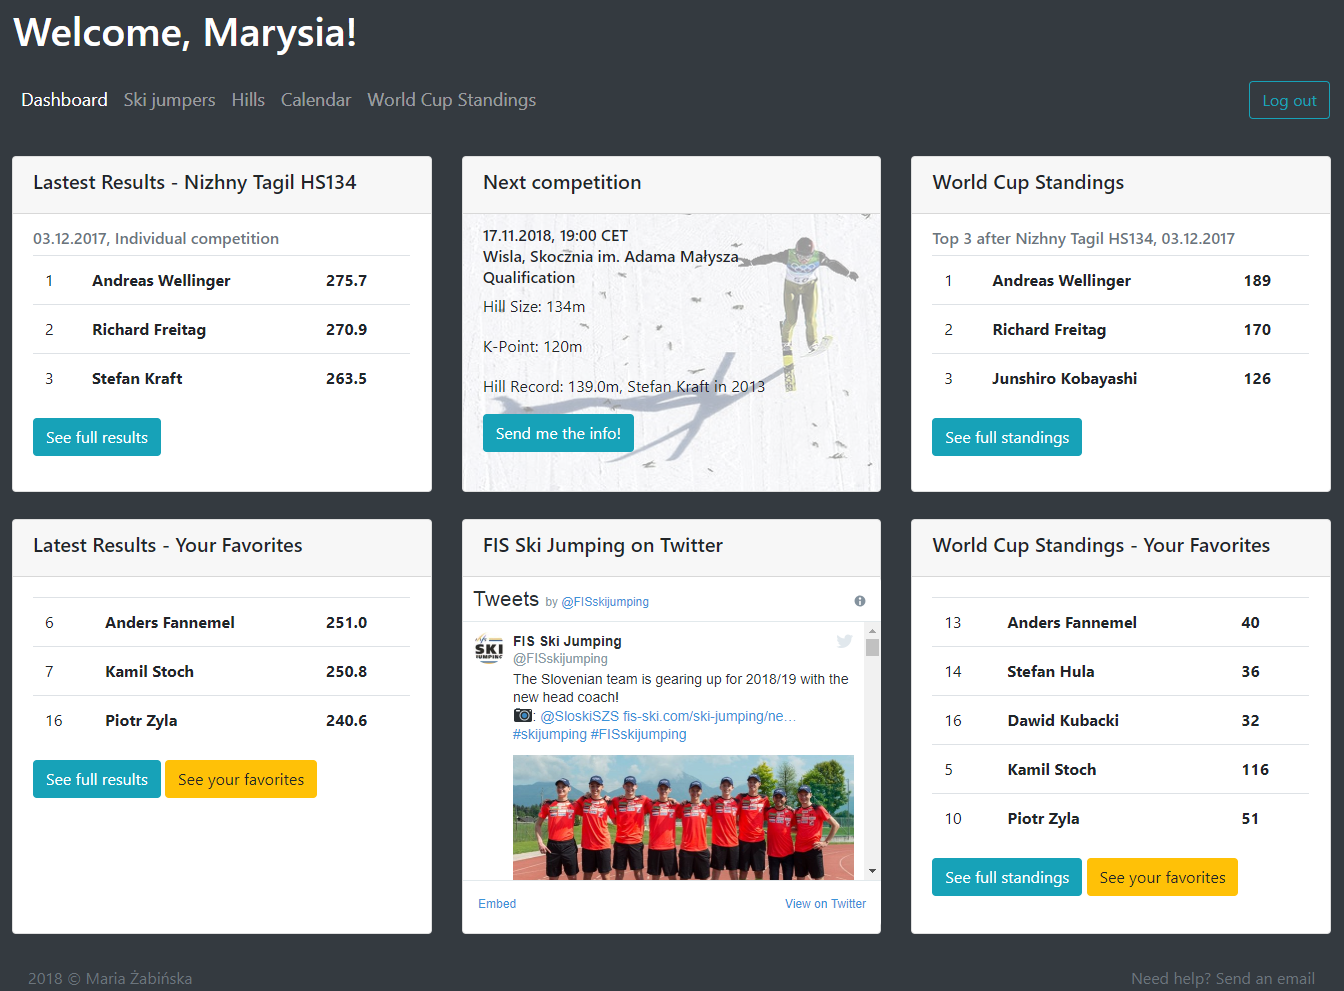 Welcome, Marysia!
Dashboard Ski jumpers Hills Calendar World Cup Standings Log out
Lastest Results - Nizhny Tagil HS134
03.12.2017, Individual competition
1 Andreas Wellinger 275.7
2 Richard Freitag 270.9
3 Stefan Kraft 263.5
See full results
Next competition
17.11.2018, 19:00 CET
Wisla, Skocznia im. Adama Małysza
Qualification
Hill Size: 134m
K-Point: 120m
Hill Record: 139.0m, Stefan Kraft in 2013
Send me the info!
World Cup Standings
Top 3 after Nizhny Tagil HS134, 03.12.2017
1 Andreas Wellinger 189
2 Richard Freitag 170
3 Junshiro Kobayashi 126
See full standings
Latest Results - Your Favorites
6 Anders Fannemel 251.0
7 Kamil Stoch 250.8
16 Piotr Zyla 240.6
See full results See your favorites
FIS Ski Jumping on Twitter
Tweets by @FISskijumping
SKI
JUMPING
FIS Ski Jumping
@FISskijumping
The Slovenian team is gearing up for 2018/19 with the
new head coach!
📷: @SloskiSZS fis-ski.com/ski-jumping/ne…
#skijumping #FISskijumping
Embed View on Twitter
World Cup Standings - Your Favorites
13 Anders Fannemel 40
14 Stefan Hula 36
16 Dawid Kubacki 32
5 Kamil Stoch 116
10 Piotr Zyla 51
See full standings See your favorites
2018 © Maria Żabińska
Need help? Send an email